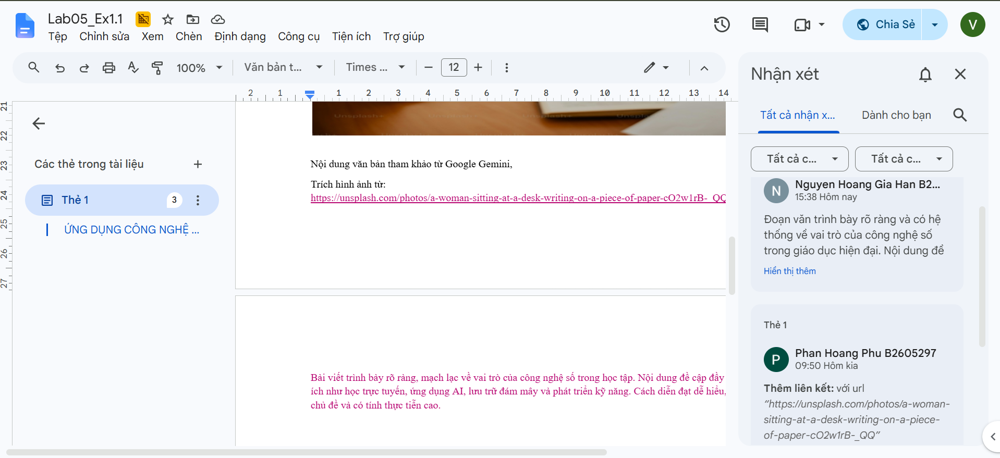 Lab05_Ex1.1
Tệp Chỉnh sửa Xem Chèn Định dạng Công cụ Tiện ích Trợ giúp
Chia Sẻ
V
100% Văn bản t... Times ... 12
2 1 1 2 3 4 5 6 7 8 9 10 11 12 13 14
21
22
23
24
25
26
27
Các thẻ trong tài liệu
Thẻ 1 3
ỨNG DỤNG CÔNG NGHỆ ...
Unsplash+ Unsplash+
Nội dung văn bản tham khảo từ Google Gemini,
Trích hình ảnh từ:
https://unsplash.com/photos/a-woman-sitting-at-a-desk-writing-on-a-piece-of-paper-cO2w1rB-_QQ
Bài viết trình bày rõ ràng, mạch lạc về vai trò của công nghệ số trong học tập. Nội dung đề cập đầy
ích như học trực tuyến, ứng dụng AI, lưu trữ đám mây và phát triển kỹ năng. Cách diễn đạt dễ hiểu,
chủ đề và có tính thực tiễn cao.
Nhận xét
Tất cả nhận x... Dành cho bạn
Tất cả c... Tất cả c...
N
Nguyen Hoang Gia Han B2...
15:38 Hôm nay
Đoạn văn trình bày rõ ràng và có hệ
thống về vai trò của công nghệ số
trong giáo dục hiện đại. Nội dung đề
Hiển thị thêm
Thẻ 1
P
Phan Hoang Phu B2605297
09:50 Hôm kia
Thêm liên kết: với url
“https://unsplash.com/photos/a-woman-
sitting-at-a-desk-writing-on-a-piece-
of-paper-cO2w1rB-_QQ”